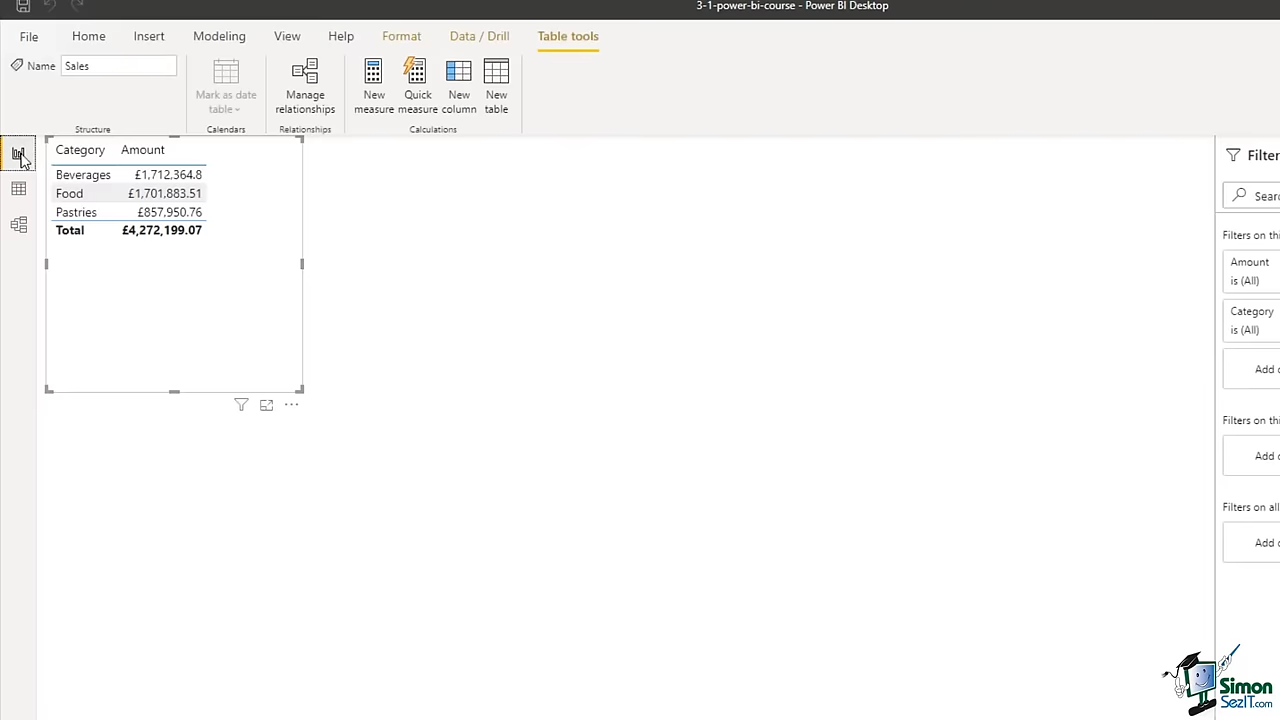 3-1-power-bi-course - Power BI Desktop
File Home Insert Modeling View Help Format Data / Drill Table tools
Name Sales
Mark as date table
Manage relationships
New measure
Quick measure
New column
New table
Structure Calendars Relationships Calculations
Category Amount
Beverages £1,712,364.8
Food £1,701,883.51
Pastries £857,950.76
Total £4,272,199.07
Filter
Sear
Filters on thi
Amount
is (All)
Category
is (All)
Add d
Filters on thi
Add d
Filters on all
Add d
Simon
SezIT.com